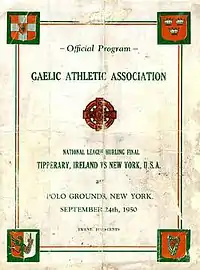 – Official Program –
GAELIC ATHLETIC ASSOCIATION
NATIONAL LEAGUE HURLING FINAL
TIPPERARY, IRELAND VS NEW YORK, U.S.A.
at
POLO GROUNDS, NEW YORK.
SEPTEMBER 24th, 1950